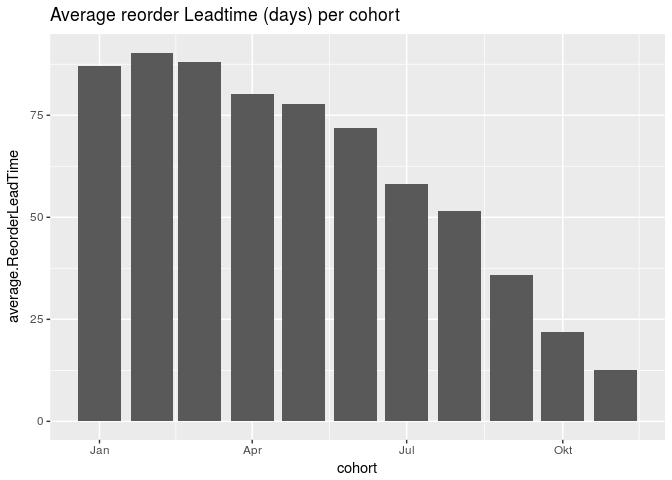 Average reorder Leadtime (days) per cohort
average.ReorderLeadTime
75
50
25
0
Jan
Apr
Jul
Okt
cohort